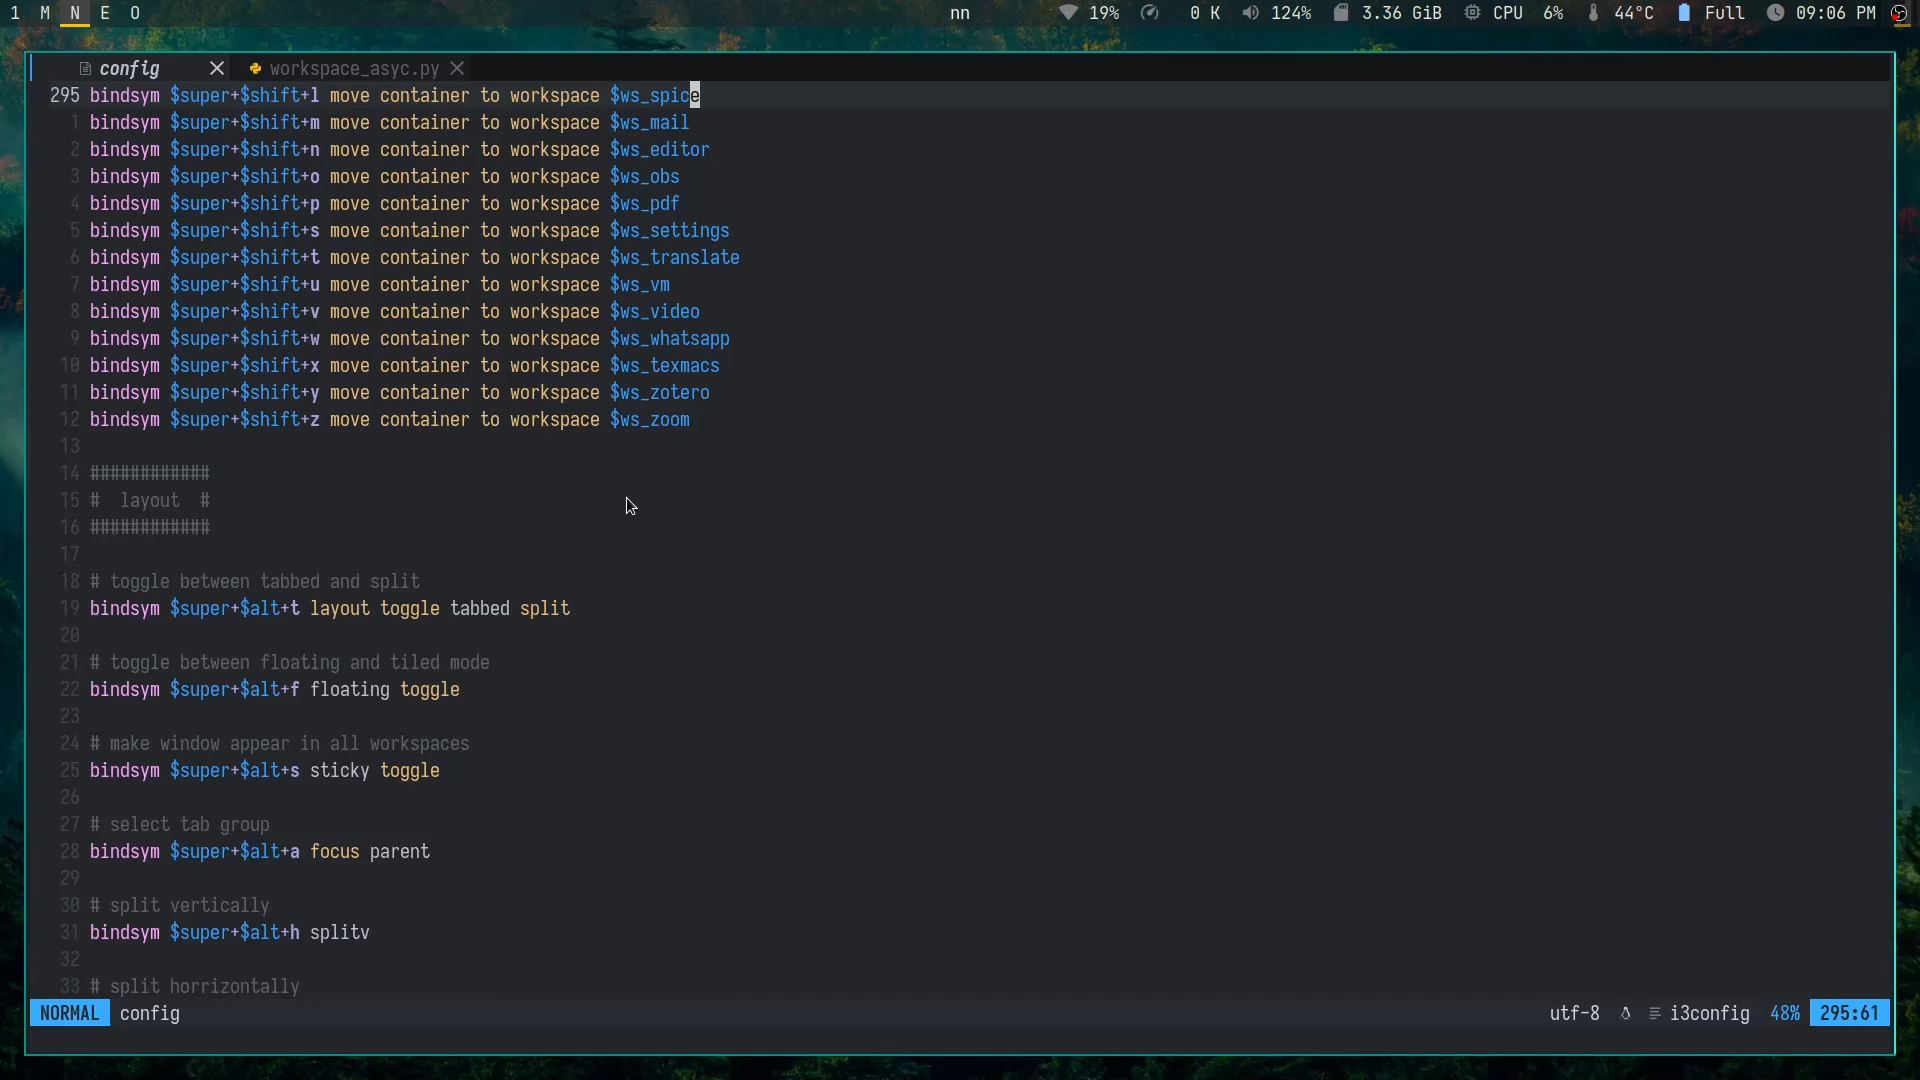 1 M N E O nn 19% 0 K 124% 3.36 GiB CPU 6% 44°C Full 09:06 PM
config workspace_asyc.py
295 bindsym $super+$shift+l move container to workspace $ws_spice
1 bindsym $super+$shift+m move container to workspace $ws_mail
2 bindsym $super+$shift+n move container to workspace $ws_editor
3 bindsym $super+$shift+o move container to workspace $ws_obs
4 bindsym $super+$shift+p move container to workspace $ws_pdf
5 bindsym $super+$shift+s move container to workspace $ws_settings
6 bindsym $super+$shift+t move container to workspace $ws_translate
7 bindsym $super+$shift+u move container to workspace $ws_vm
8 bindsym $super+$shift+v move container to workspace $ws_video
9 bindsym $super+$shift+w move container to workspace $ws_whatsapp
10 bindsym $super+$shift+x move container to workspace $ws_texmacs
11 bindsym $super+$shift+y move container to workspace $ws_zotero
12 bindsym $super+$shift+z move container to workspace $ws_zoom
13
14 ############
15 #  layout  #
16 ############
17
18 # toggle between tabbed and split
19 bindsym $super+$alt+t layout toggle tabbed split
20
21 # toggle between floating and tiled mode
22 bindsym $super+$alt+f floating toggle
23
24 # make window appear in all workspaces
25 bindsym $super+$alt+s sticky toggle
26
27 # select tab group
28 bindsym $super+$alt+a focus parent
29
30 # split vertically
31 bindsym $super+$alt+h splitv
32
33 # split horrizontally
NORMAL config utf-8 i3config 48% 295:61